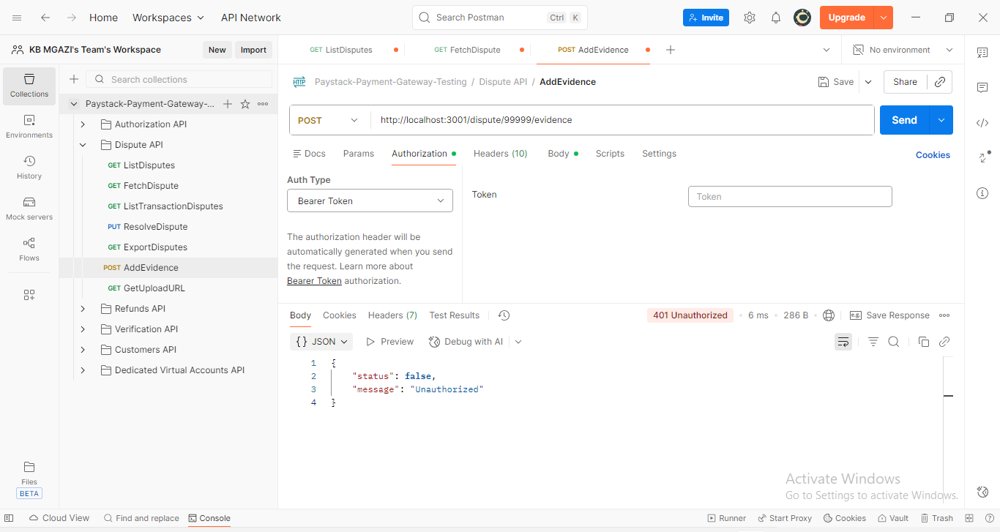 Home Workspaces API Network Search Postman Ctrl K Invite Upgrade
KB MGAZI's Team's Workspace New Import GET ListDisputes GET FetchDispute POST AddEvidence No environment
Collections
Environments
History
Mock servers
Flows
Files
BETA
Search collections
Paystack-Payment-Gateway-...
Authorization API
Dispute API
GET ListDisputes
GET FetchDispute
GET ListTransactionDisputes
PUT ResolveDispute
GET ExportDisputes
POST AddEvidence
GET GetUploadURL
Refunds API
Verification API
Customers API
Dedicated Virtual Accounts API
HTTP Paystack-Payment-Gateway-Testing / Dispute API / AddEvidence Save Share
POST http://localhost:3001/dispute/99999/evidence Send
Docs Params Authorization Headers (10) Body Scripts Settings Cookies
Auth Type
Bearer Token
The authorization header will be
automatically generated when you send
the request. Learn more about
Bearer Token authorization.
Token Token
Body Cookies Headers (7) Test Results 401 Unauthorized 6 ms 286 B e.g. Save Response
{} JSON Preview Debug with AI
1 {
2 "status": false,
3 "message": "Unauthorized"
4 }
Activate Windows
Go to Settings to activate Windows.
Cloud View Find and replace Console Runner Start Proxy Cookies Vault Trash